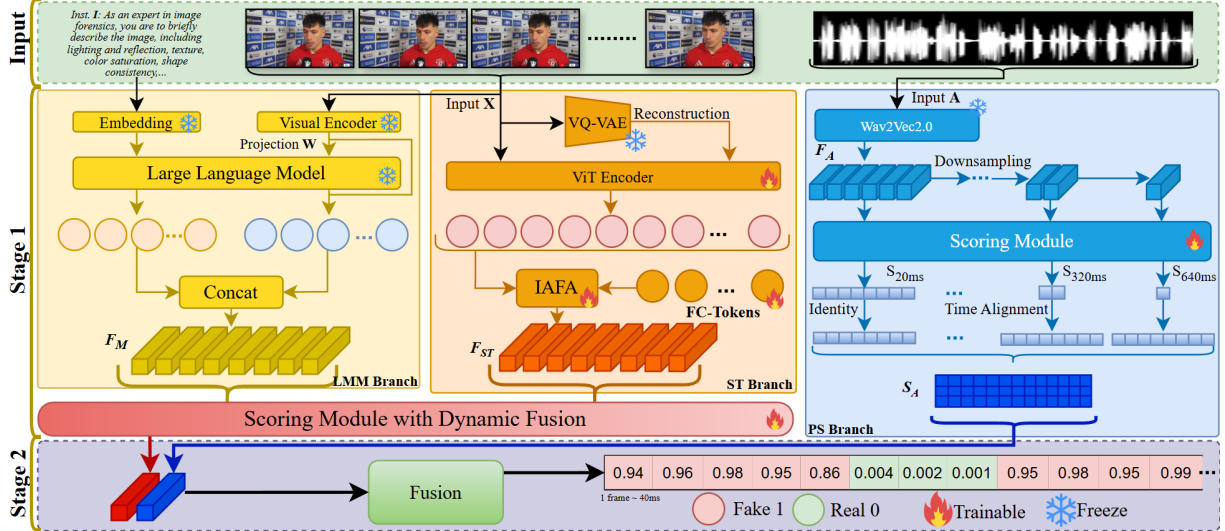 Input
Inst. I: As an expert in image
forensics, you are to briefly
describe the image, including
lighting and reflection, texture,
color saturation, shape
consistency,...
Stage 1
Embedding
Visual Encoder
Projection W
Large Language Model
Concat
F_M
LMM Branch
Input X
VQ-VAE
Reconstruction
ViT Encoder
IAFA
FC-Tokens
F_ST
ST Branch
Input A
Wav2Vec2.0
F_A
Downsampling
...
Scoring Module
S_20ms
...
S_320ms
S_640ms
Identity
Time Alignment
...
S_A
PS Branch
Scoring Module with Dynamic Fusion
Stage 2
Fusion
0.94 0.96 0.98 0.95 0.86 0.004 0.002 0.001 0.95 0.98 0.95 0.99 ...
1 frame ~ 40ms
Fake 1
Real 0
Trainable
Freeze